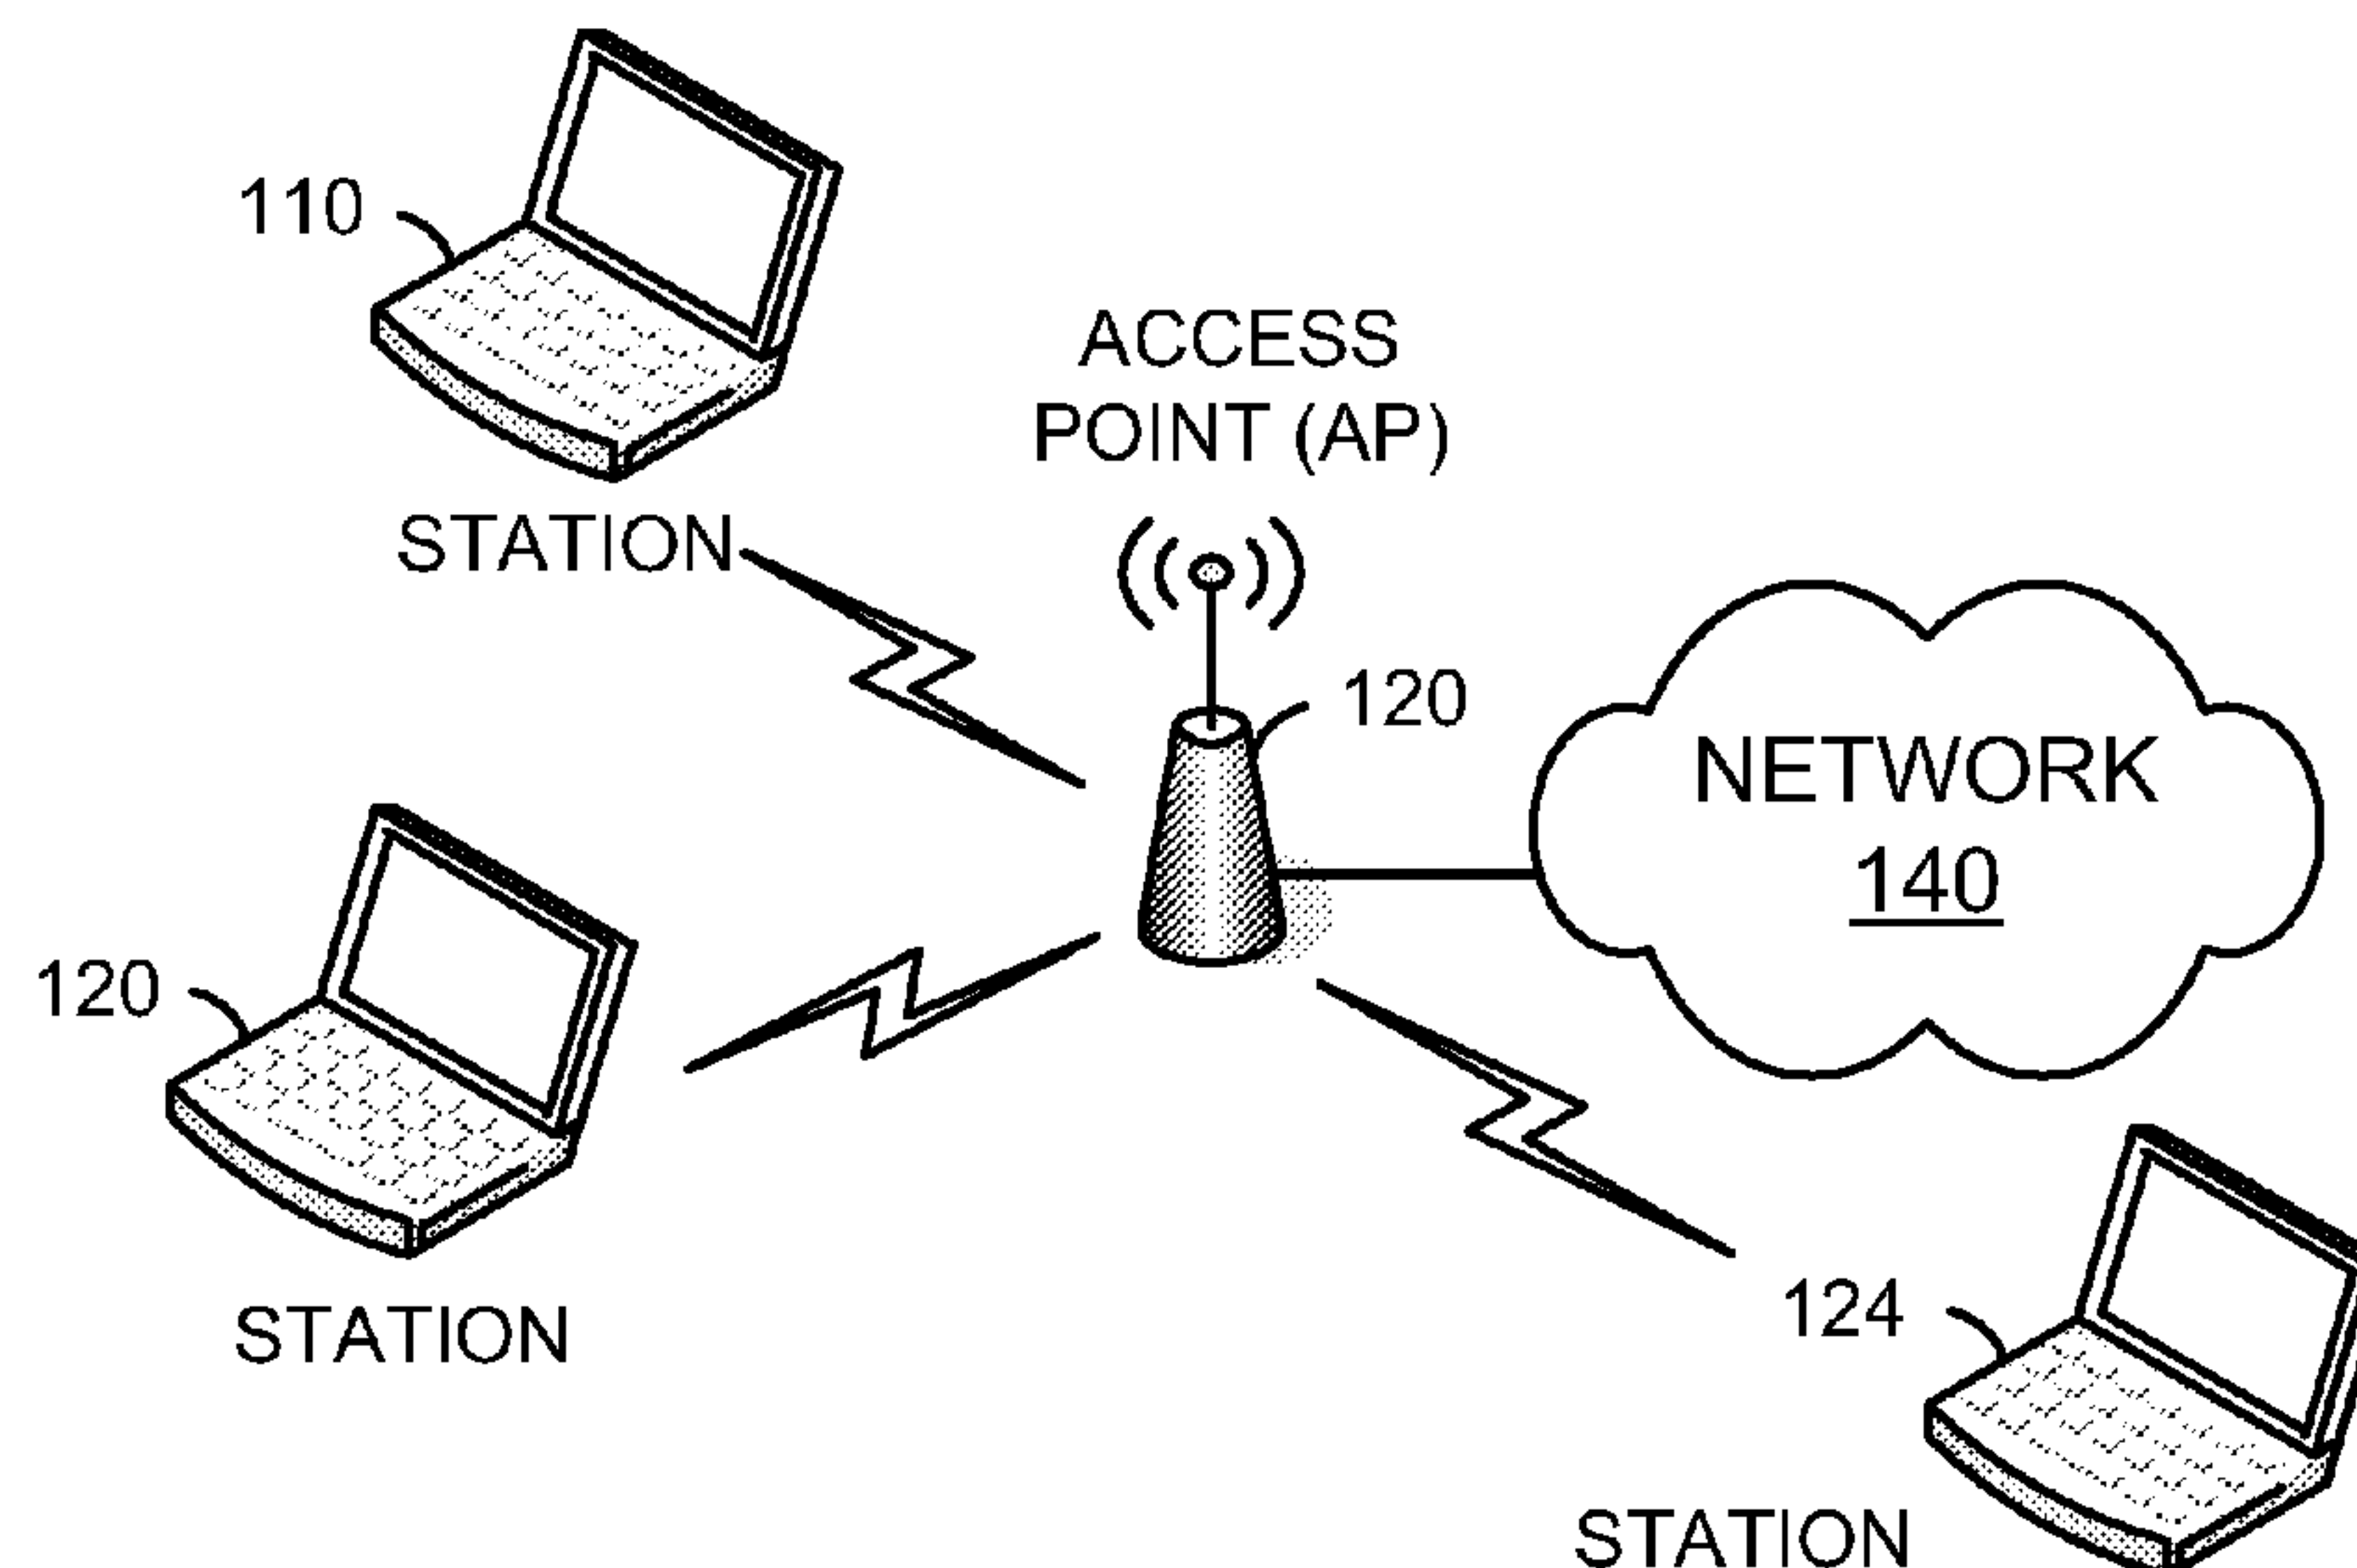 110
STATION
ACCESS
POINT (AP)
120
NETWORK
140
120
STATION
124
STATION